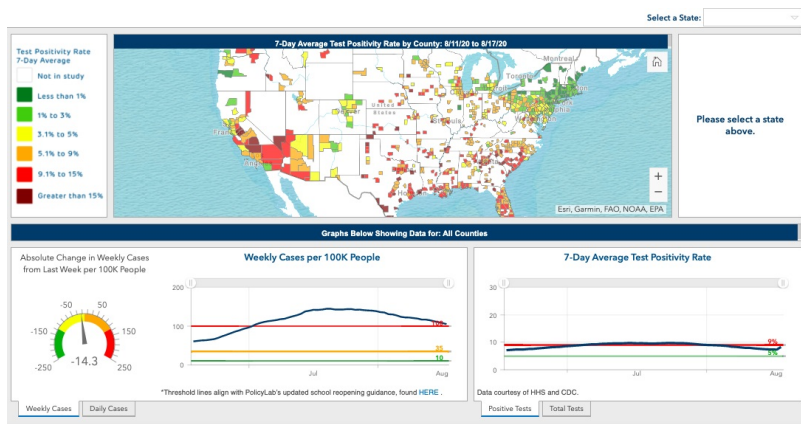 Select a State:
Test Positivity Rate
7-Day Average
Not in study
Less than 1%
1% to 3%
3.1% to 5%
5.1% to 9%
9.1% to 15%
Greater than 15%
7-Day Average Test Positivity Rate by County: 8/11/20 to 8/17/20
Montreal
Toronto
United
States
+
−
Esri, Garmin, FAO, NOAA, EPA
Please select a state
above.
Graphs Below Showing Data for: All Counties
Absolute Change in Weekly Cases
from Last Week per 100K People
-50
50
-150
150
-250
250
-14.3
Weekly Cases per 100K People
200
100
0
100
35
10
Jul
Aug
*Threshold lines align with PolicyLab's updated school reopening guidance, found HERE .
Weekly Cases
Daily Cases
7-Day Average Test Positivity Rate
30
20
10
0
9%
5%
Jul
Aug
Data courtesy of HHS and CDC.
Positive Tests
Total Tests